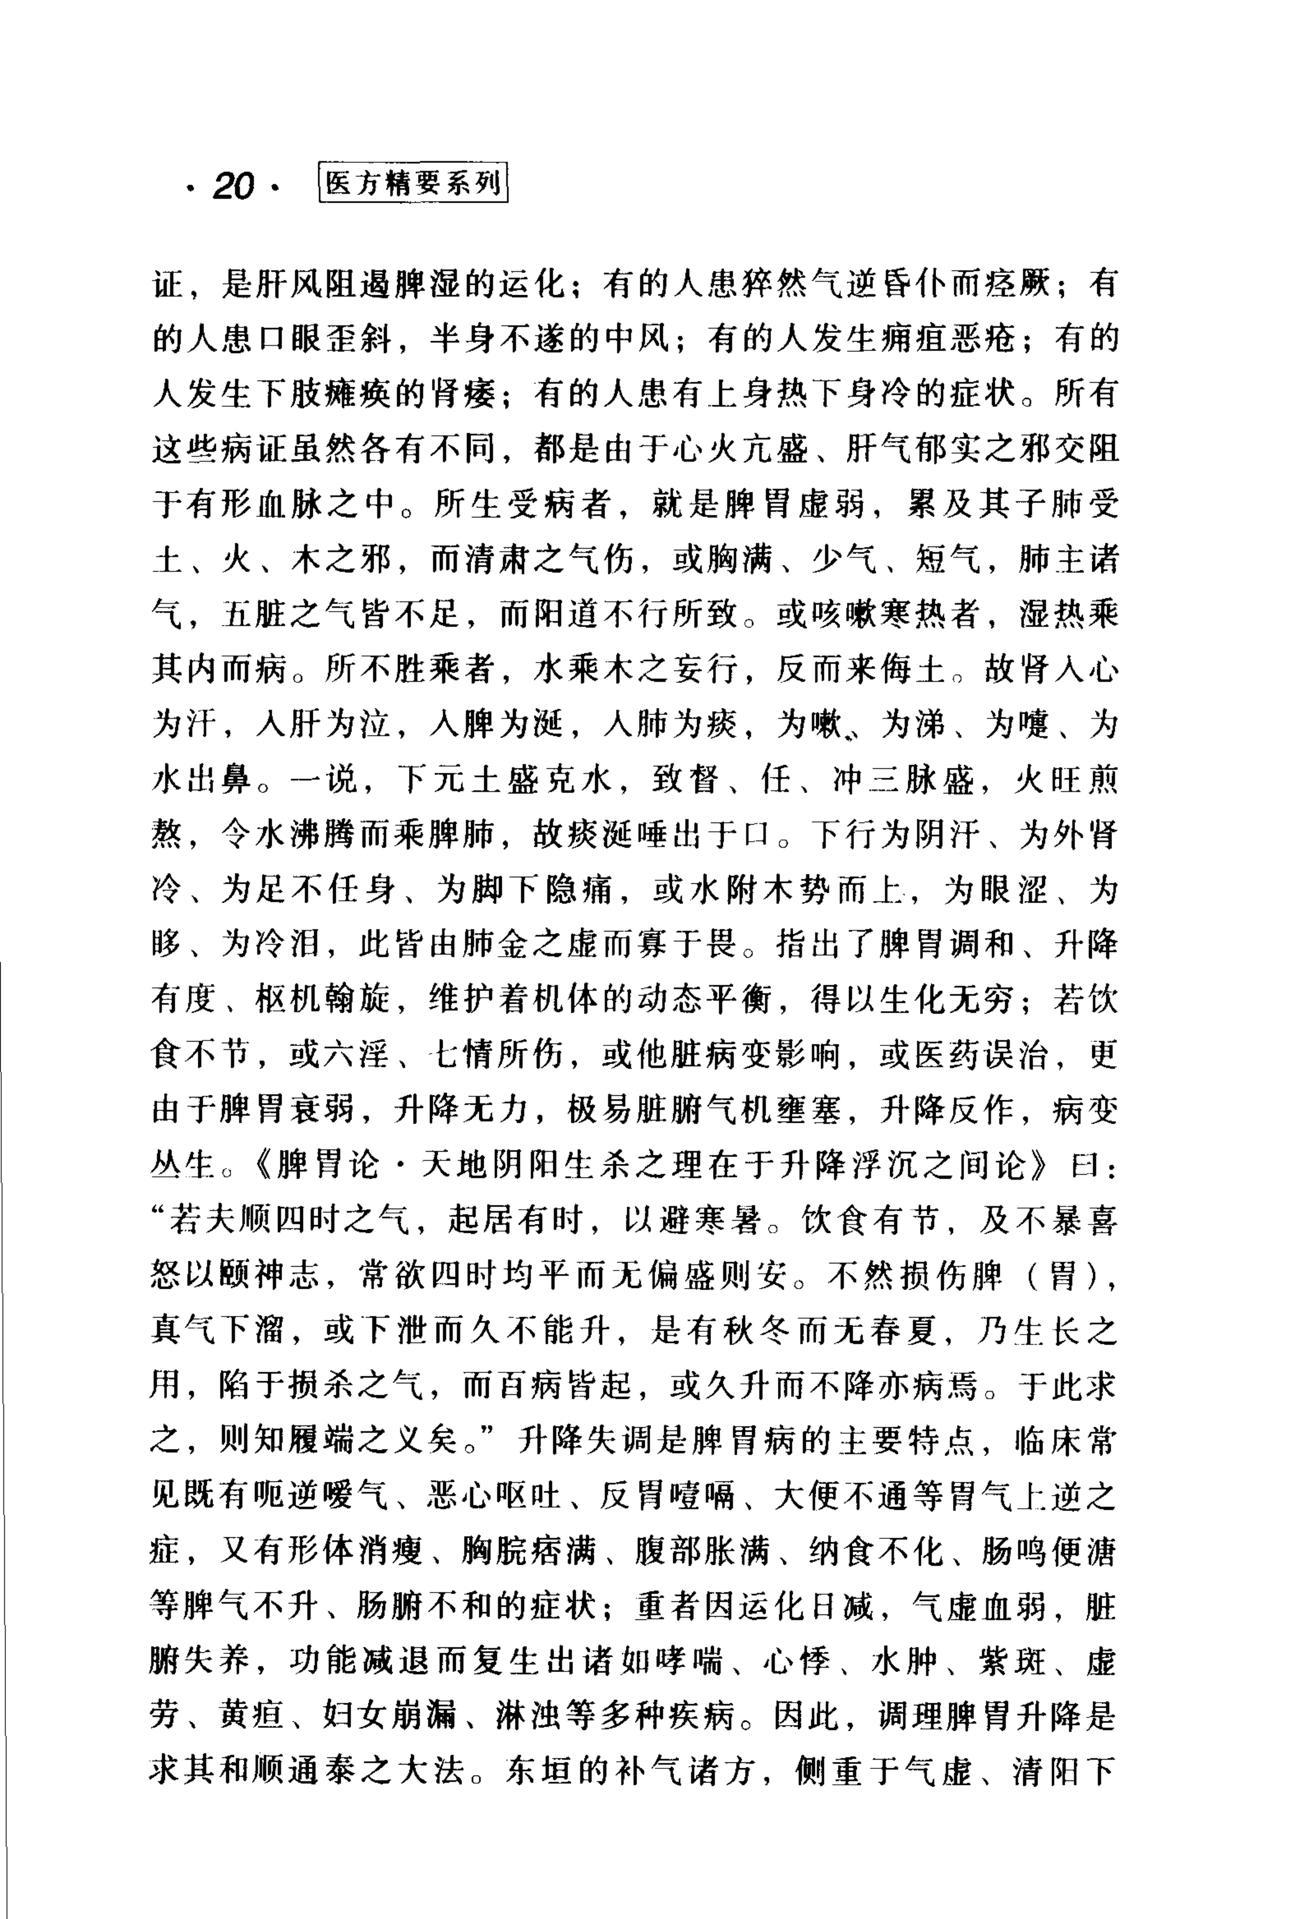 ·20· 医方精要系列
证，是肝风阻遏脾湿的运化；有的人患猝然气逆昏仆而痉厥；有
的人患口眼歪斜，半身不遂的中风；有的人发生痈疽恶疮；有的
人发生下肢瘫痪的肾痿；有的人患有上身热下身冷的症状。所有
这些病证虽然各有不同，都是由于心火亢盛、肝气郁实之邪交阻
于有形血脉之中。所生受病者，就是脾胃虚弱，累及其子肺受
土、火、木之邪，而清肃之气伤，或胸满、少气、短气，肺主诸
气，五脏之气皆不足，而阳道不行所致。或咳嗽寒热者，湿热乘
其内而病。所不胜乘者，水乘木之妄行，反而来侮土。故肾入心
为汗，入肝为泣，入脾为涎，入肺为痰，为嗽、为涕、为嚏、为
水出鼻。一说，下元土盛克水，致督、任、冲三脉盛，火旺煎
熬，令水沸腾而乘脾肺，故痰涎唾出于口。下行为阴汗、为外肾
冷、为足不任身、为脚下隐痛，或水附木势而上，为眼涩、为
眵、为冷泪，此皆由肺金之虚而寡于畏。指出了脾胃调和、升降
有度、枢机翰旋，维护着机体的动态平衡，得以生化无穷；若饮
食不节，或六淫、七情所伤，或他脏病变影响，或医药误治，更
由于脾胃衰弱，升降无力，极易脏腑气机壅塞，升降反作，病变
丛生。《脾胃论·天地阴阳生杀之理在于升降浮沉之间论》曰：
“若夫顺四时之气，起居有时，以避寒暑。饮食有节，及不暴喜
怒以颐神志，常欲四时均平而无偏盛则安。不然损伤脾（胃），
真气下溜，或下泄而久不能升，是有秋冬而无春夏，乃生长之
用，陷于损杀之气，而百病皆起，或久升而不降亦病焉。于此求
之，则知履端之义矣。”升降失调是脾胃病的主要特点，临床常
见既有呃逆嗳气、恶心呕吐、反胃噎嗝、大便不通等胃气上逆之
症，又有形体消瘦、胸脘痞满、腹部胀满、纳食不化、肠鸣便溏
等脾气不升、肠腑不和的症状；重者因运化日减，气虚血弱，脏
腑失养，功能减退而复生出诸如哮喘、心悸、水肿、紫斑、虚
劳、黄疸、妇女崩漏、淋浊等多种疾病。因此，调理脾胃升降是
求其和顺通泰之大法。东垣的补气诸方，侧重于气虚、清阳下